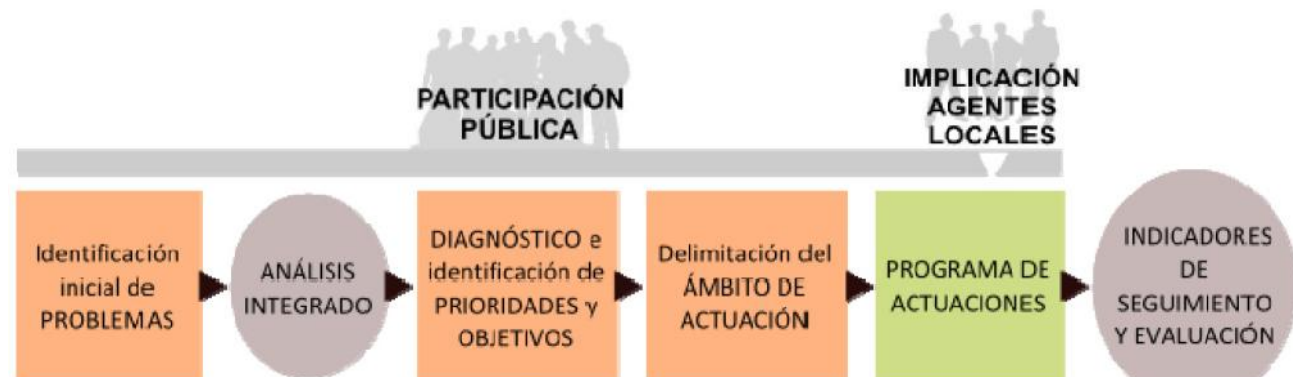 PARTICIPACIÓN
PÚBLICA
IMPLICACIÓN
AGENTES
LOCALES
Identificación
inicial de
PROBLEMAS
ANÁLISIS
INTEGRADO
DIAGNÓSTICO e
identificación de
PRIORIDADES y
OBJETIVOS
Delimitación del
ÁMBITO DE
ACTUACIÓN
PROGRAMA DE
ACTUACIONES
INDICADORES
DE
SEGUIMIENTO
Y EVALUACIÓN